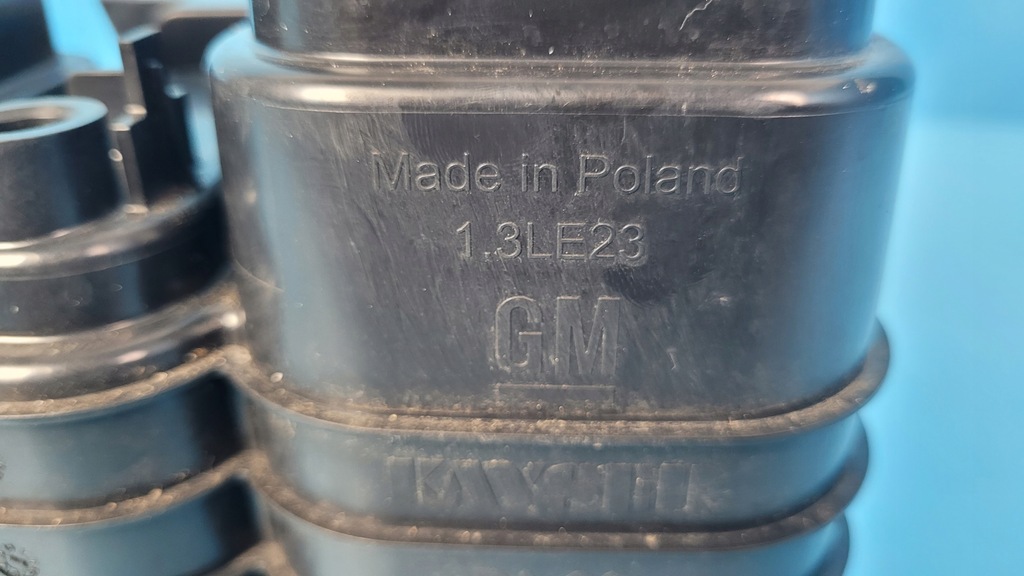 Made in Poland
1.3LE23
GM